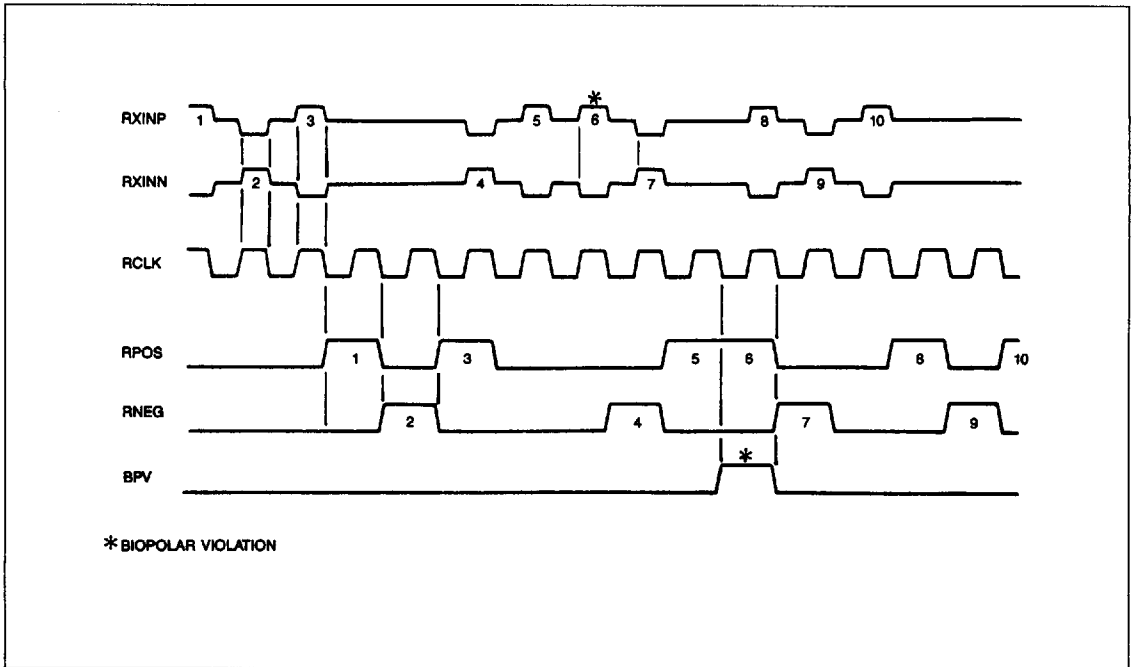 RXINP 1 3 5 * 6 8 10
RXINN 2 4 7 9
RCLK
RPOS 1 3 5 6 8 10
RNEG 2 4 7 9
BPV *
* BIOPOLAR VIOLATION